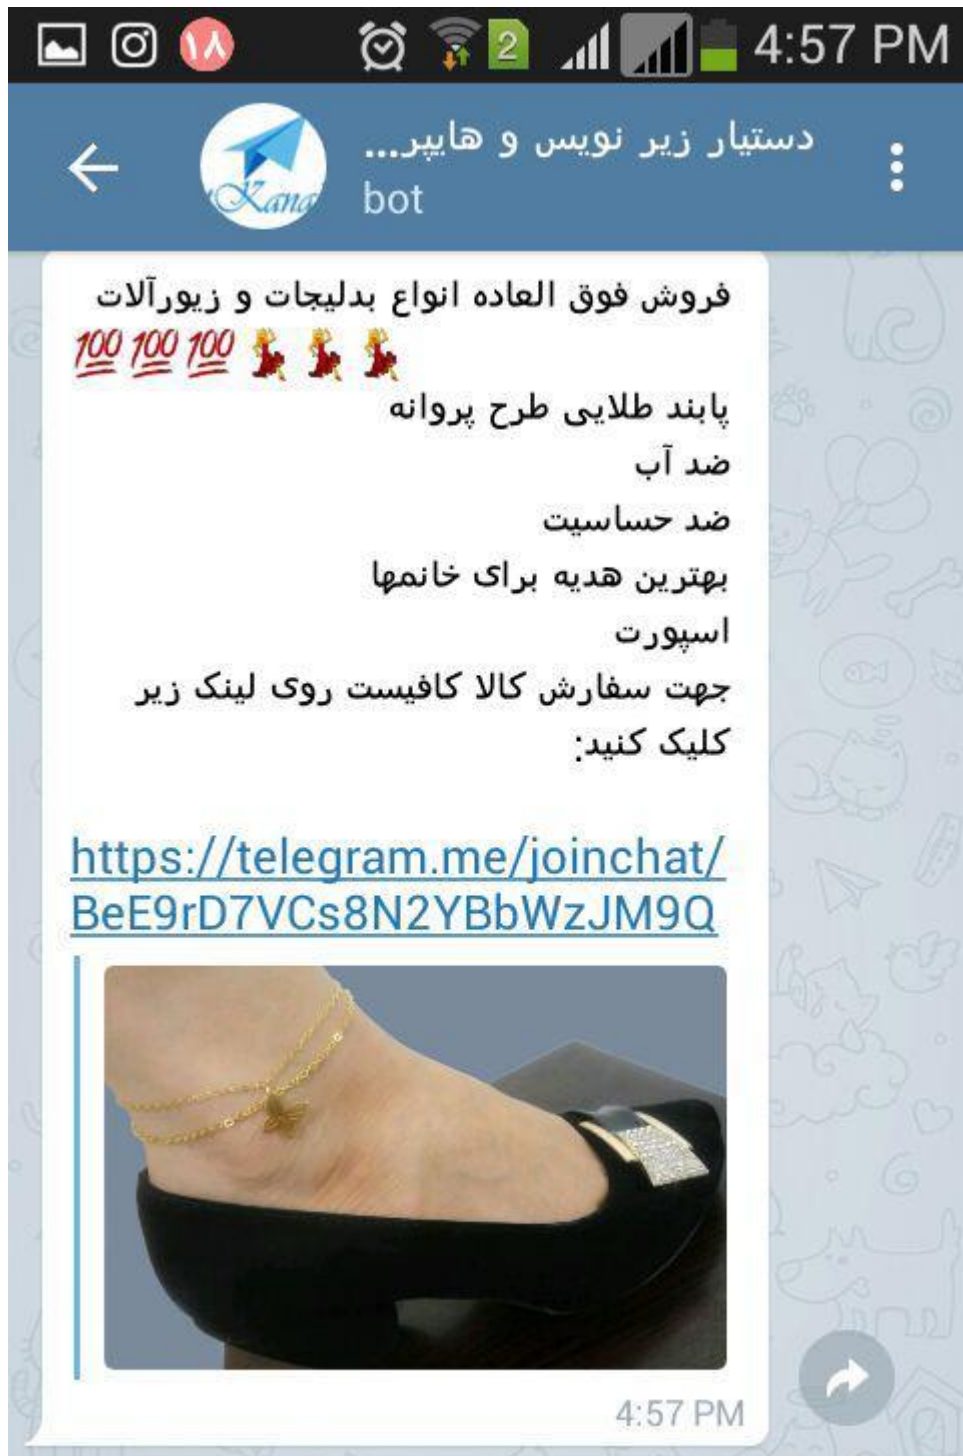 ۱۸
2
4:57 PM
دستیار زیر نویس و هایپر...
bot
Kana
فروش فوق العاده انواع بدلیجات و زیورآلات
💯 💯 💯 💃 💃 💃
پابند طلایی طرح پروانه
ضد آب
ضد حساسیت
بهترین هدیه برای خانمها
اسپورت
جهت سفارش کالا کافیست روی لینک زیر
کلیک کنید:
https://telegram.me/joinchat/
BeE9rD7VCs8N2YBbWzJM9Q
4:57 PM